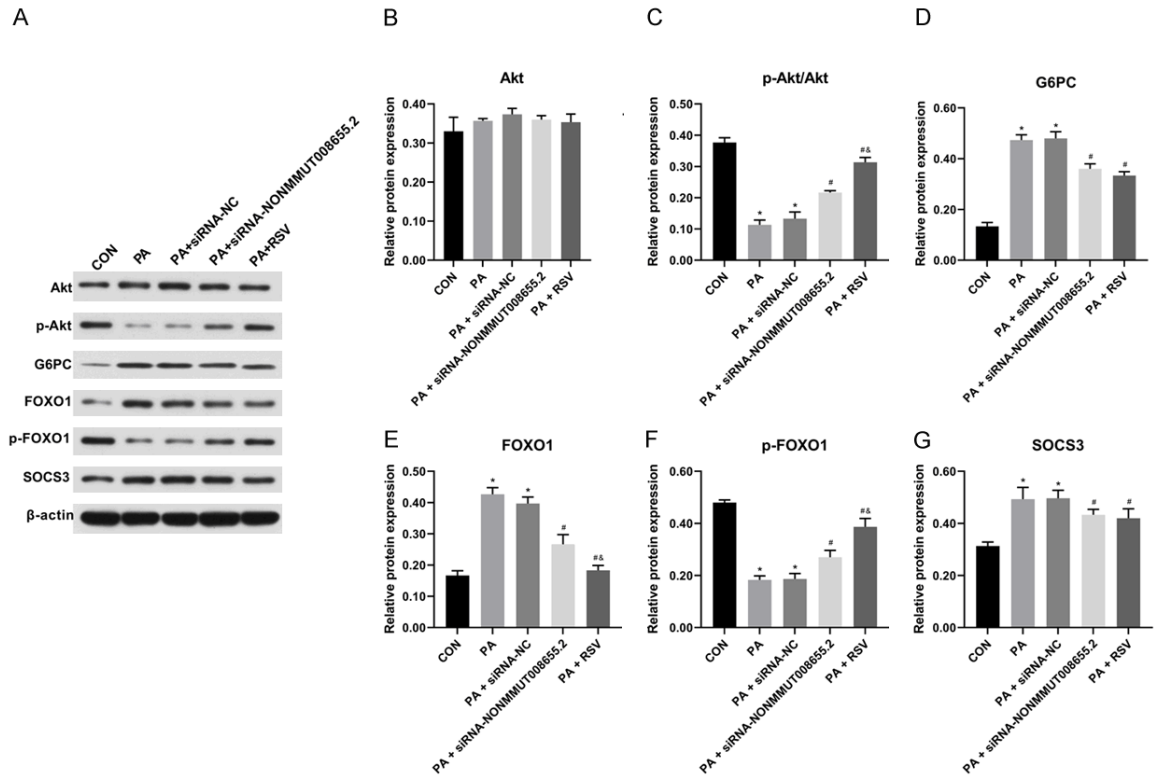 A
CON
PA
PA+siRNA-NC
PA+siRNA-NONMMUT008655.2
PA+RSV
Akt
p-Akt
G6PC
FOXO1
p-FOXO1
SOCS3
β-actin
B
Akt
Relative protein expression
0.40
0.30
0.20
0.10
0.00
CON
PA
PA + siRNA-NC
PA + siRNA-NONMMUT008655.2
PA + RSV
C
p-Akt/Akt
Relative protein expression
0.50
0.40
0.30
0.20
0.10
0.00
*
*
#
#&
CON
PA
PA + siRNA-NC
PA + siRNA-NONMMUT008655.2
PA + RSV
D
G6PC
Relative protein expression
0.60
0.40
0.20
0.00
*
*
#
#
CON
PA
PA + siRNA-NC
PA + siRNA-NONMMUT008655.2
PA + RSV
E
FOXO1
Relative protein expression
0.50
0.40
0.30
0.20
0.10
0.00
*
*
#
#&
CON
PA
PA + siRNA-NC
PA + siRNA-NONMMUT008655.2
PA + RSV
F
p-FOXO1
Relative protein expression
0.60
0.40
0.20
0.00
*
*
#
#&
CON
PA
PA + siRNA-NC
PA + siRNA-NONMMUT008655.2
PA + RSV
G
SOCS3
Relative protein expression
0.60
0.40
0.20
0.00
*
*
#
#
CON
PA
PA + siRNA-NC
PA + siRNA-NONMMUT008655.2
PA + RSV